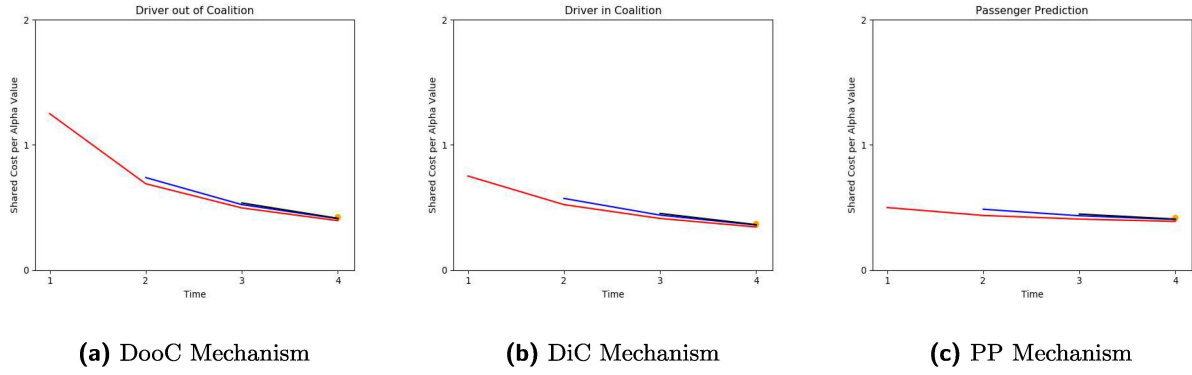 Driver out of Coalition
2
1
0
Shared Cost per Alpha Value
1 2 3 4
Time
(a) DooC Mechanism
Driver in Coalition
2
1
0
Shared Cost per Alpha Value
1 2 3 4
Time
(b) DiC Mechanism
Passenger Prediction
2
1
0
Shared Cost per Alpha Value
1 2 3 4
Time
(c) PP Mechanism